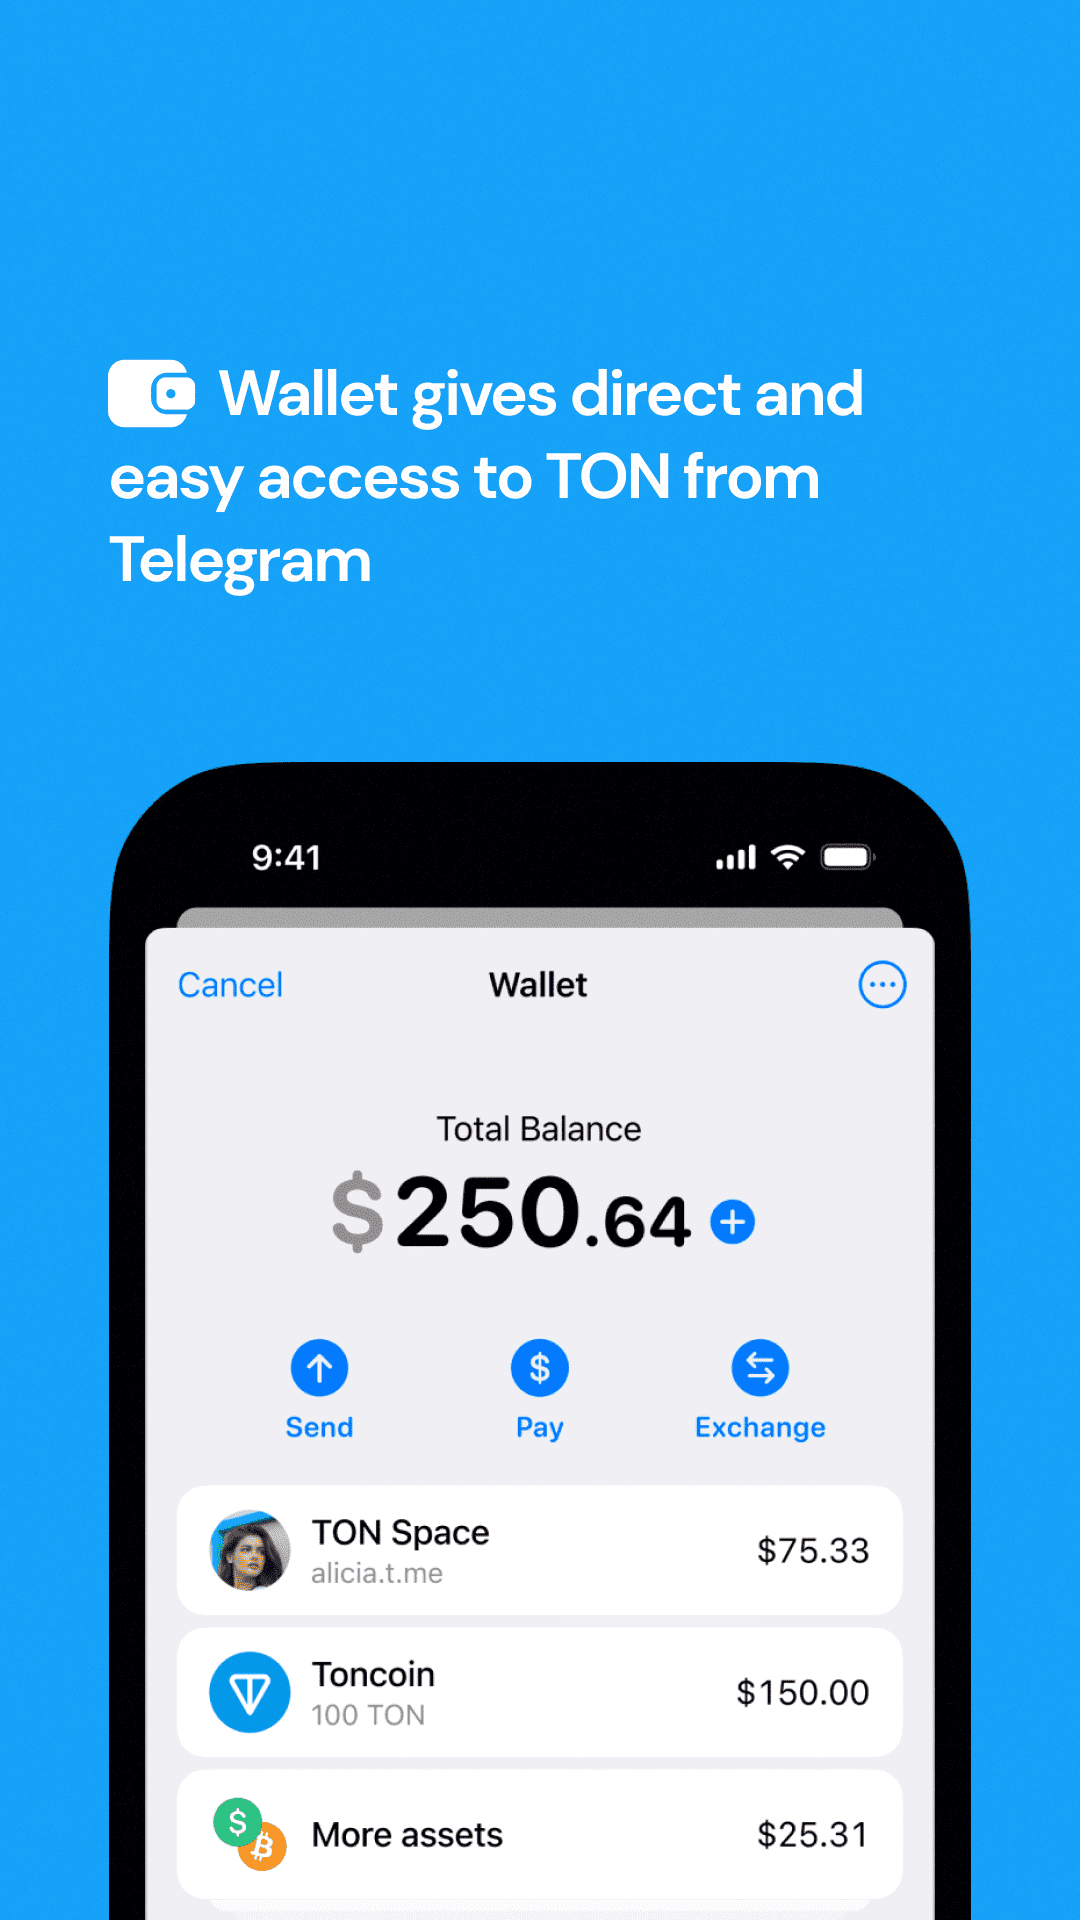 Wallet gives direct and
easy access to TON from
Telegram
9:41
Cancel
Wallet
Total Balance
$250.64
Send
Pay
Exchange
TON Space
alicia.t.me
$75.33
Toncoin
100 TON
$150.00
More assets
$25.31